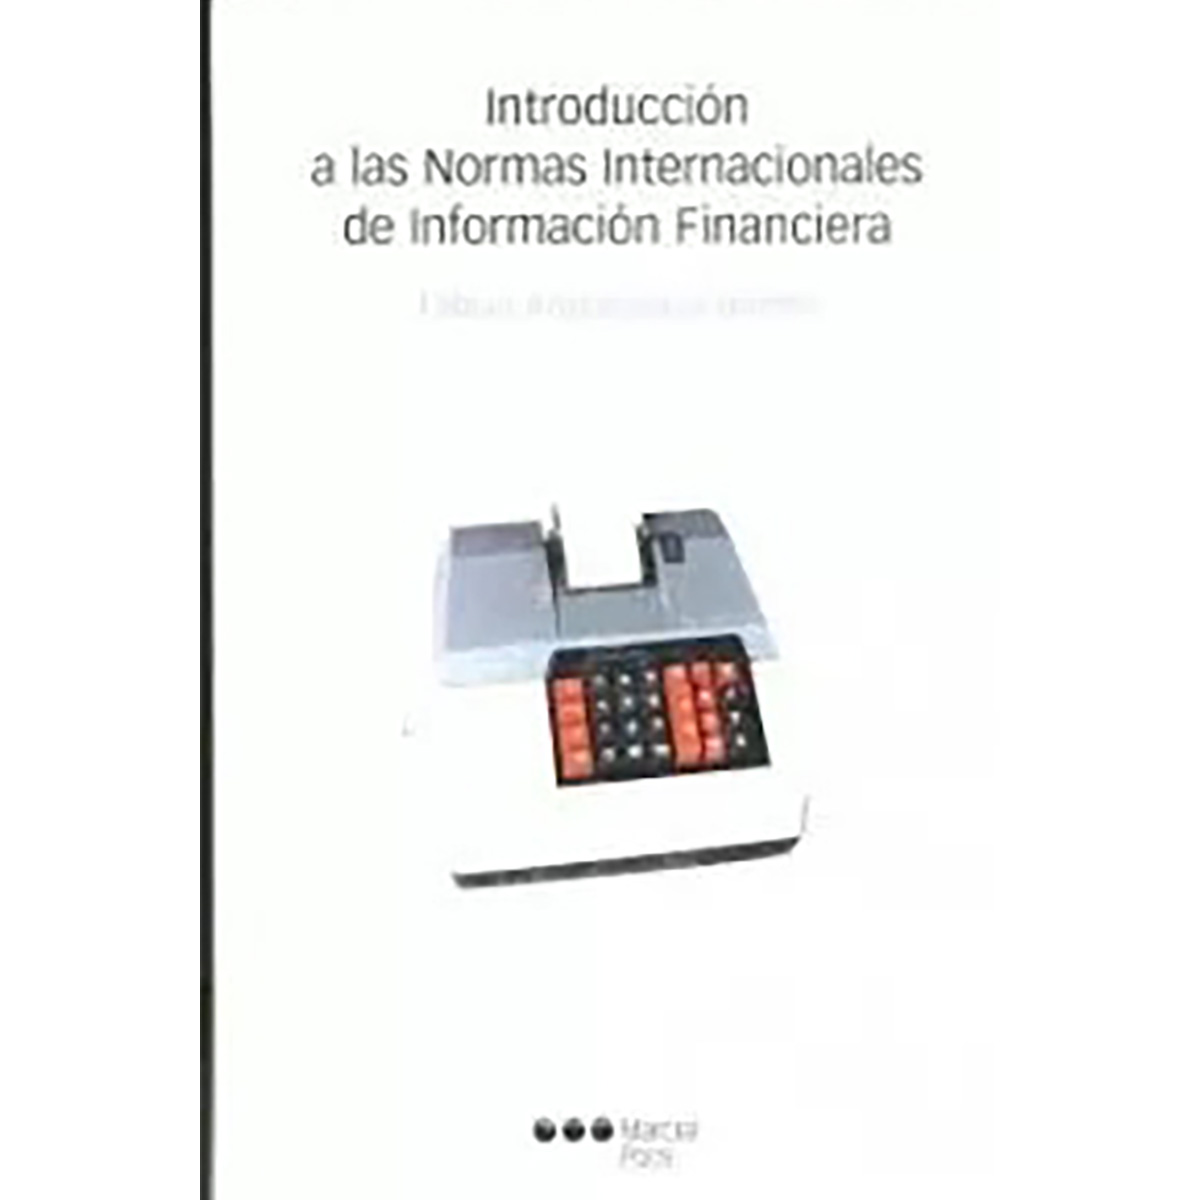 Introducción
a las Normas Internacionales
de Información Financiera
Marcial
Pons